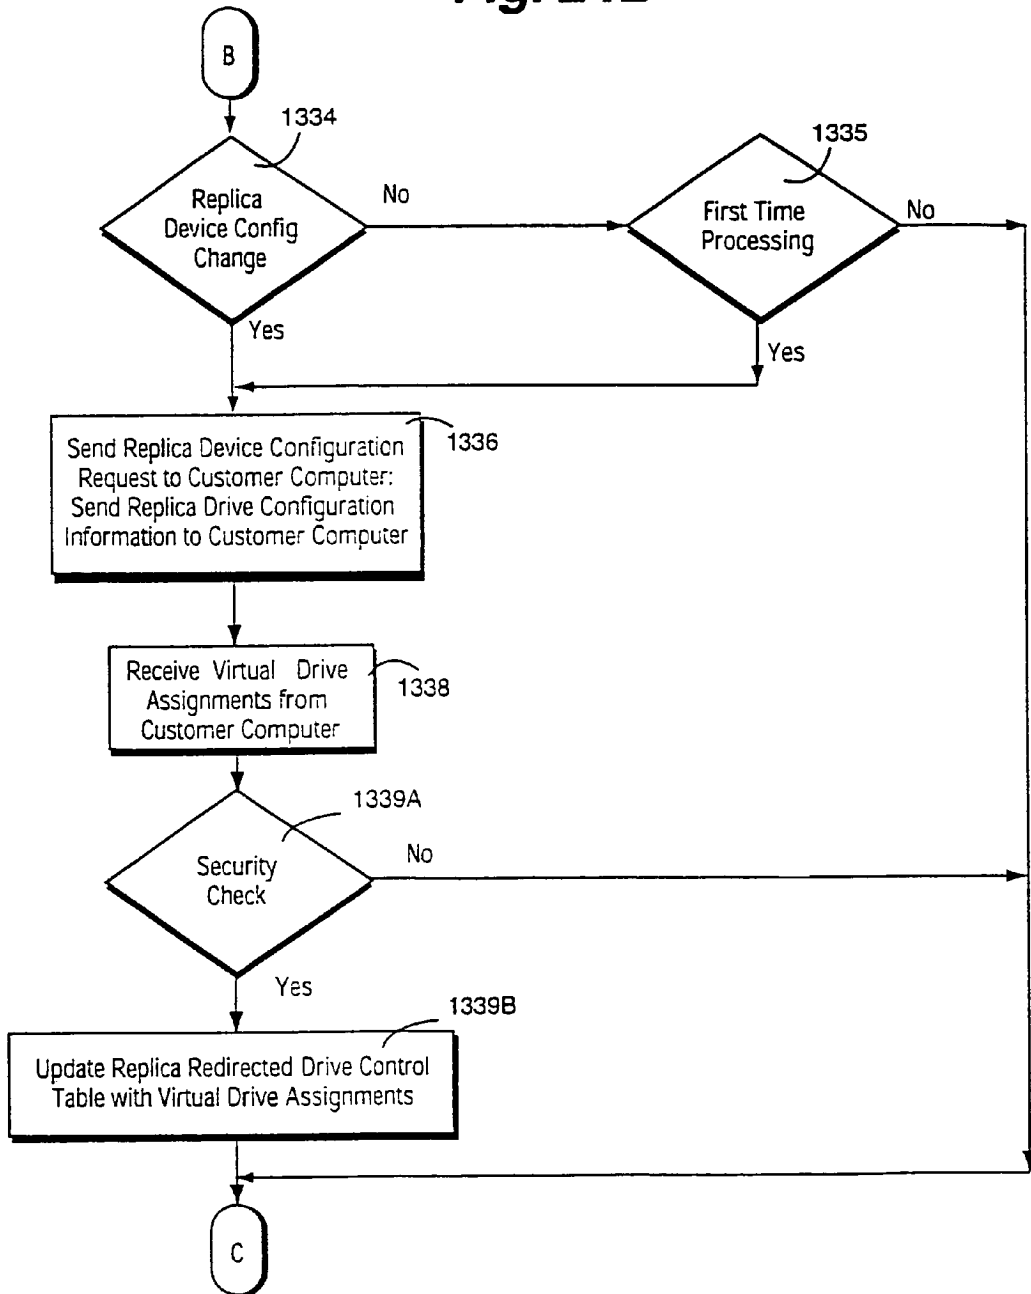 B
1334
1335
Replica
Device Config
Change
No
First Time
Processing
No
Yes
Yes
Send Replica Device Configuration
Request to Customer Computer:
Send Replica Drive Configuration
Information to Customer Computer
1336
Receive Virtual Drive
Assignments from
Customer Computer
1338
1339A
Security
Check
No
Yes
1339B
Update Replica Redirected Drive Control
Table with Virtual Drive Assignments
C